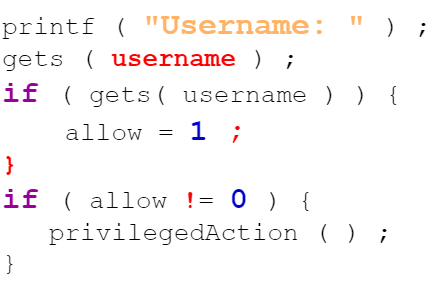 printf ( "Username: " ) ;
gets ( username ) ;
if ( gets( username ) ) {
allow = 1 ;
}
if ( allow != 0 ) {
privilegedAction ( ) ;
}